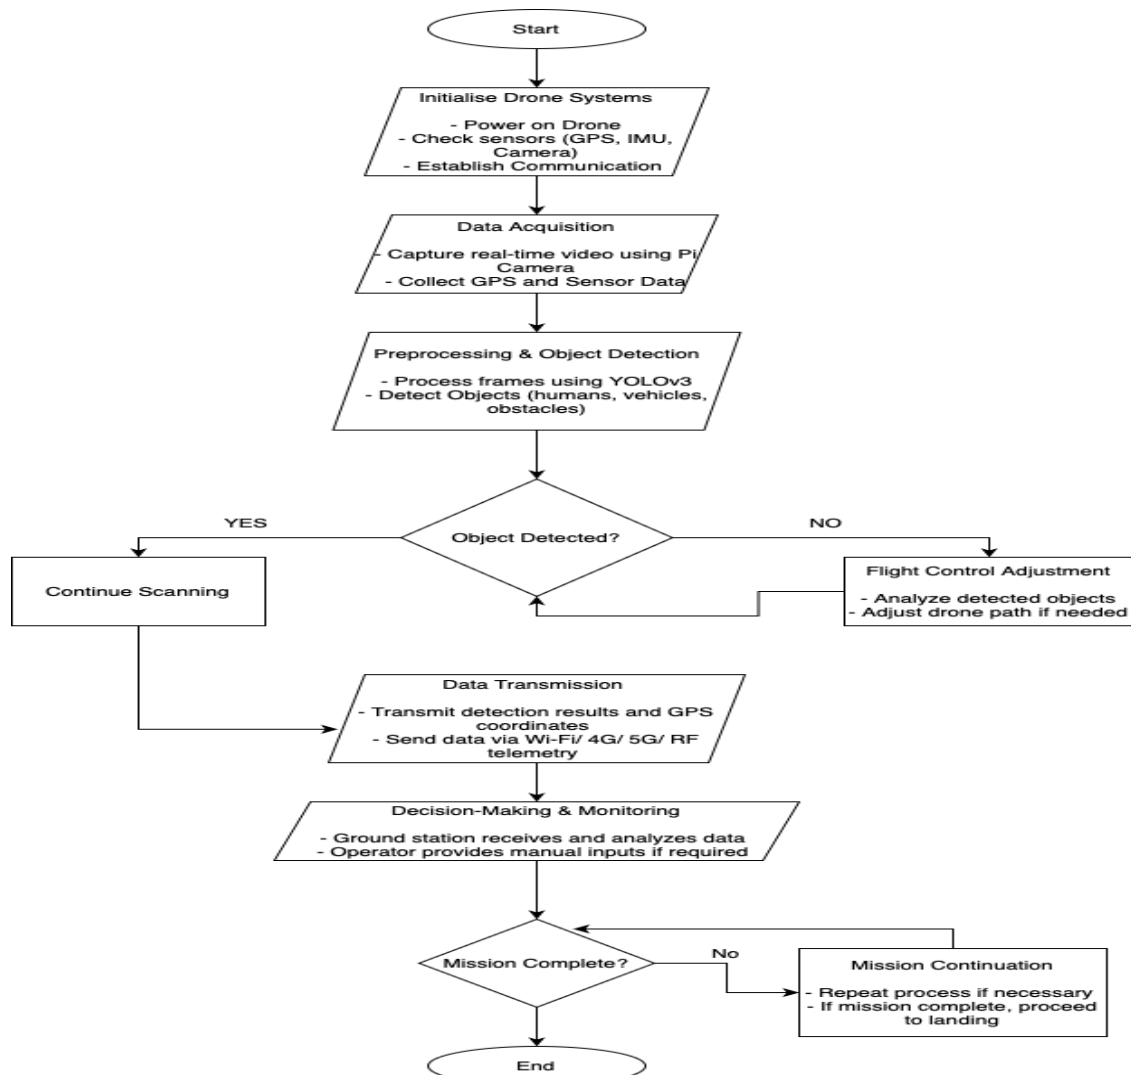 Start
Initialise Drone Systems
- Power on Drone
- Check sensors (GPS, IMU,
Camera)
- Establish Communication
Data Acquisition
- Capture real-time video using Pi
Camera
- Collect GPS and Sensor Data
Preprocessing & Object Detection
- Process frames using YOLOv3
- Detect Objects (humans, vehicles,
obstacles)
YES
Object Detected?
NO
Continue Scanning
Flight Control Adjustment
- Analyze detected objects
- Adjust drone path if needed
Data Transmission
- Transmit detection results and GPS
coordinates
- Send data via Wi-Fi/ 4G/ 5G/ RF
telemetry
Decision-Making & Monitoring
- Ground station receives and analyzes data
- Operator provides manual inputs if required
Mission Complete?
No
Mission Continuation
- Repeat process if necessary
- If mission complete, proceed
to landing
End